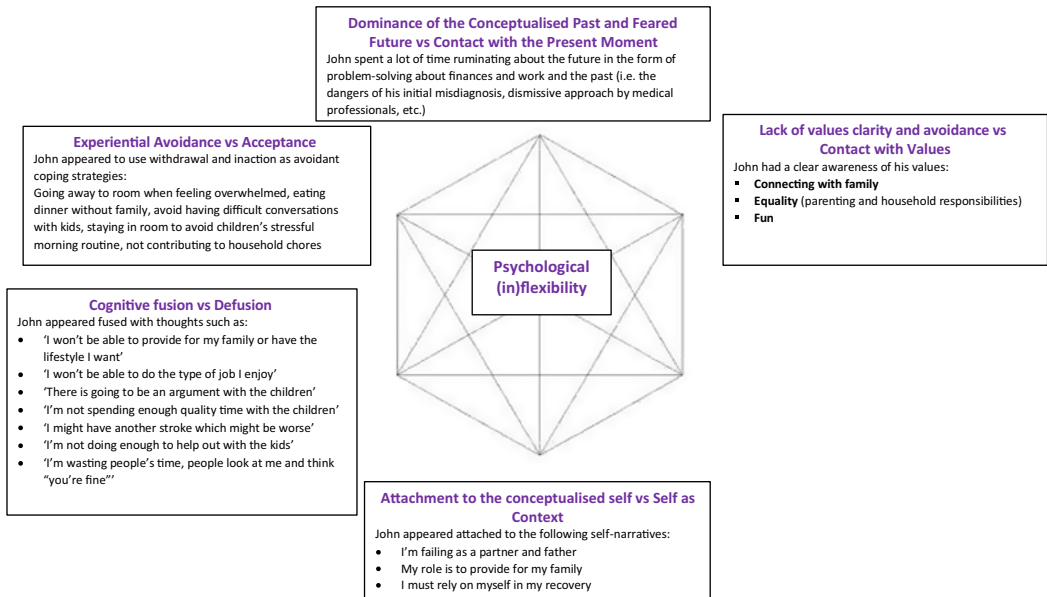 Dominance of the Conceptualised Past and Feared
Future vs Contact with the Present Moment
John spent a lot of time ruminating about the future in the form of
problem-solving about finances and work and the past (i.e. the
dangers of his initial misdiagnosis, dismissive approach by medical
professionals, etc.)
Experiential Avoidance vs Acceptance
John appeared to use withdrawal and inaction as avoidant
coping strategies:
Going away to room when feeling overwhelmed, eating
dinner without family, avoid having difficult conversations
with kids, staying in room to avoid children's stressful
morning routine, not contributing to household chores
Lack of values clarity and avoidance vs
Contact with Values
John had a clear awareness of his values:
▪ Connecting with family
▪ Equality (parenting and household responsibilities)
▪ Fun
Psychological
(in)flexibility
Cognitive fusion vs Defusion
John appeared fused with thoughts such as:
• 'I won't be able to provide for my family or have the
lifestyle I want'
• 'I won't be able to do the type of job I enjoy'
• 'There is going to be an argument with the children'
• 'I'm not spending enough quality time with the children'
• 'I might have another stroke which might be worse'
• 'I'm not doing enough to help out with the kids'
• 'I'm wasting people's time, people look at me and think
"you're fine"'
Attachment to the conceptualised self vs Self as
Context
John appeared attached to the following self-narratives:
• I'm failing as a partner and father
• My role is to provide for my family
• I must rely on myself in my recovery